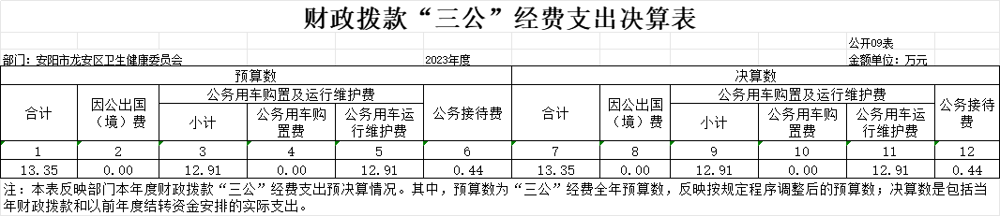 财政拨款“三公”经费支出决算表
公开09表
部门：安阳市龙安区卫生健康委员会 2023年度 金额单位：万元
预算数 决算数
合计 因公出国（境）费 公务用车购置及运行维护费 公务接待费 合计 因公出国（境）费 公务用车购置及运行维护费 公务接待费
小计 公务用车购置费 公务用车运行维护费 小计 公务用车购置费 公务用车运行维护费
1 2 3 4 5 6 7 8 9 10 11 12
13.35 0.00 12.91 0.00 12.91 0.44 13.35 0.00 12.91 0.00 12.91 0.44
注：本表反映部门本年度财政拨款“三公”经费支出预决算情况。其中，预算数为“三公”经费全年预算数，反映按规定程序调整后的预算数；决算数是包括当
年财政拨款和以前年度结转资金安排的实际支出。